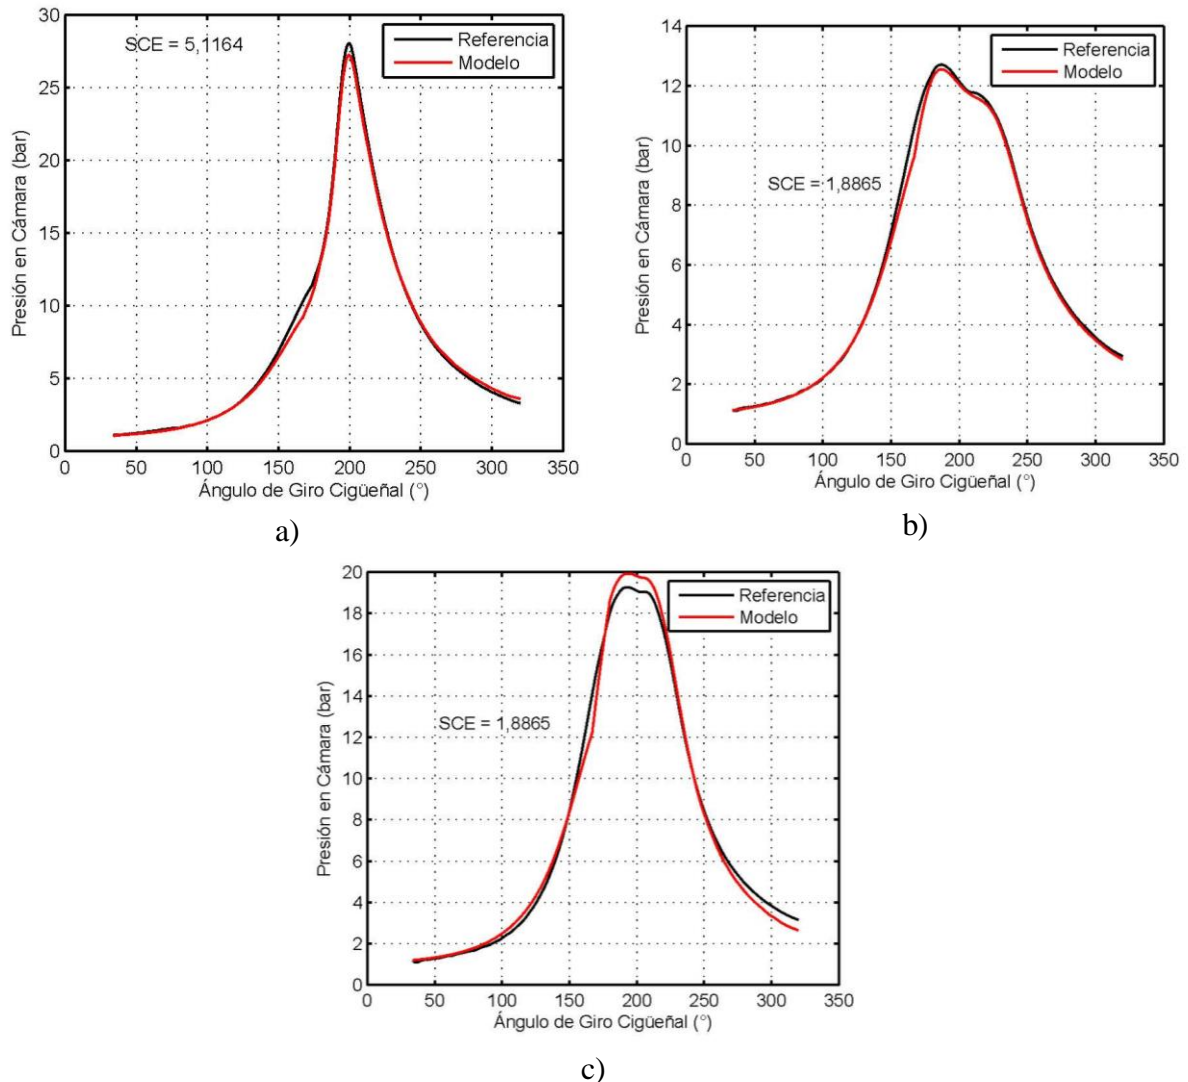 30
25
20
15
10
5
0
0 50 100 150 200 250 300 350
Presión en Cámara (bar)
Ángulo de Giro Cigüeñal (°)
SCE = 5,1164
Referencia
Modelo
a)
14
12
10
8
6
4
2
0
0 50 100 150 200 250 300 350
Presión en Cámara (bar)
Ángulo de Giro Cigüeñal (°)
SCE = 1,8865
Referencia
Modelo
b)
20
18
16
14
12
10
8
6
4
2
0
0 50 100 150 200 250 300 350
Presión en Cámara (bar)
Ángulo de Giro Cigüeñal (°)
SCE = 1,8865
Referencia
Modelo
c)